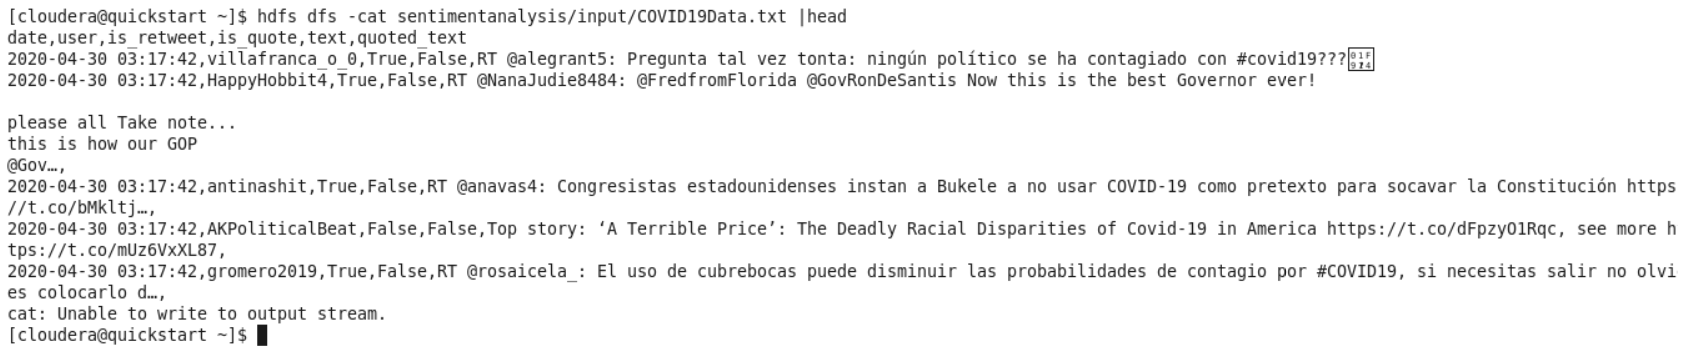 [cloudera@quickstart ~]$ hdfs dfs -cat sentimentanalysis/input/COVID19Data.txt |head
date,user,is_retweet,is_quote,text,quoted_text
2020-04-30 03:17:42,villafranca_o_0,True,False,RT @alegrant5: Pregunta tal vez tonta: ningún político se ha contagiado con #covid19???
2020-04-30 03:17:42,HappyHobbit4,True,False,RT @NanaJudie8484: @FredfromFlorida @GovRonDeSantis Now this is the best Governor ever!
please all Take note...
this is how our GOP
@Gov…,
2020-04-30 03:17:42,antinashit,True,False,RT @anavas4: Congresistas estadounidenses instan a Bukele a no usar COVID-19 como pretexto para socavar la Constitución https
//t.co/bMkltj…,
2020-04-30 03:17:42,AKPoliticalBeat,False,False,Top story: ‘A Terrible Price’: The Deadly Racial Disparities of Covid-19 in America https://t.co/dFpzyO1Rqc, see more h
tps://t.co/mUz6VxXL87,
2020-04-30 03:17:42,gromero2019,True,False,RT @rosaicela_: El uso de cubrebocas puede disminuir las probabilidades de contagio por #COVID19, si necesitas salir no olvi
es colocarlo d…,
cat: Unable to write to output stream.
[cloudera@quickstart ~]$